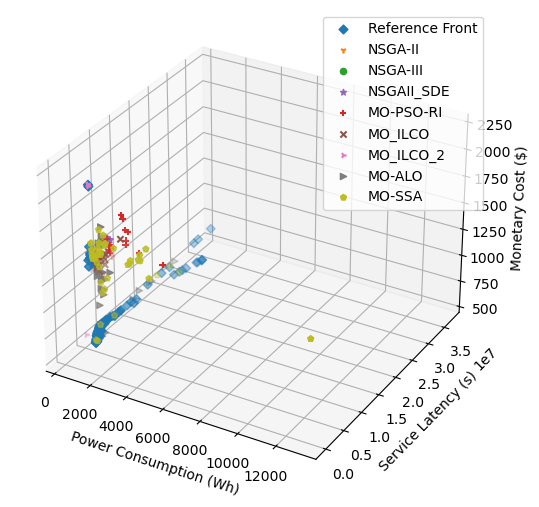 Reference Front
NSGA-II
NSGA-III
NSGAII_SDE
MO-PSO-RI
MO_ILCO
MO_ILCO_2
MO-ALO
MO-SSA
2250
2000
1750
1500
1250
1000
750
500
Monetary Cost ($)
0
2000
4000
6000
8000
10000
12000
Power Consumption (Wh)
0.0
0.5
1.0
1.5
2.0
2.5
3.0
3.5
Service Latency (s) 1e7